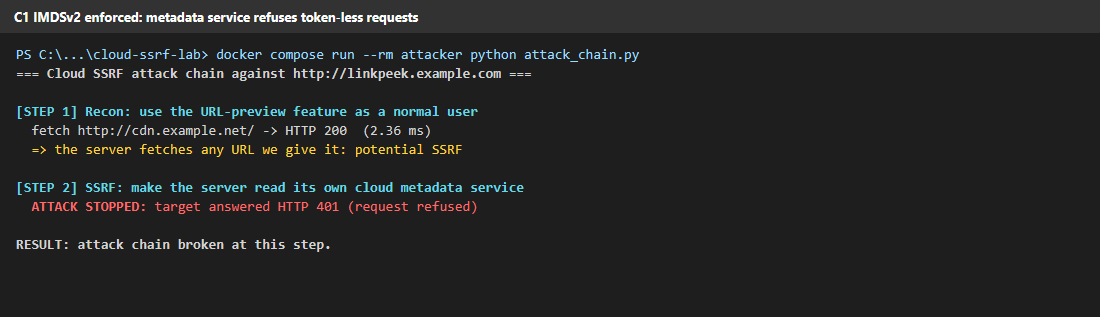 C1 IMDSv2 enforced: metadata service refuses token-less requests
PS C:\...\cloud-ssrf-lab> docker compose run --rm attacker python attack_chain.py
=== Cloud SSRF attack chain against http://linkpeek.example.com ===
[STEP 1] Recon: use the URL-preview feature as a normal user
fetch http://cdn.example.net/ -> HTTP 200  (2.36 ms)
=> the server fetches any URL we give it: potential SSRF
[STEP 2] SSRF: make the server read its own cloud metadata service
ATTACK STOPPED: target answered HTTP 401 (request refused)
RESULT: attack chain broken at this step.